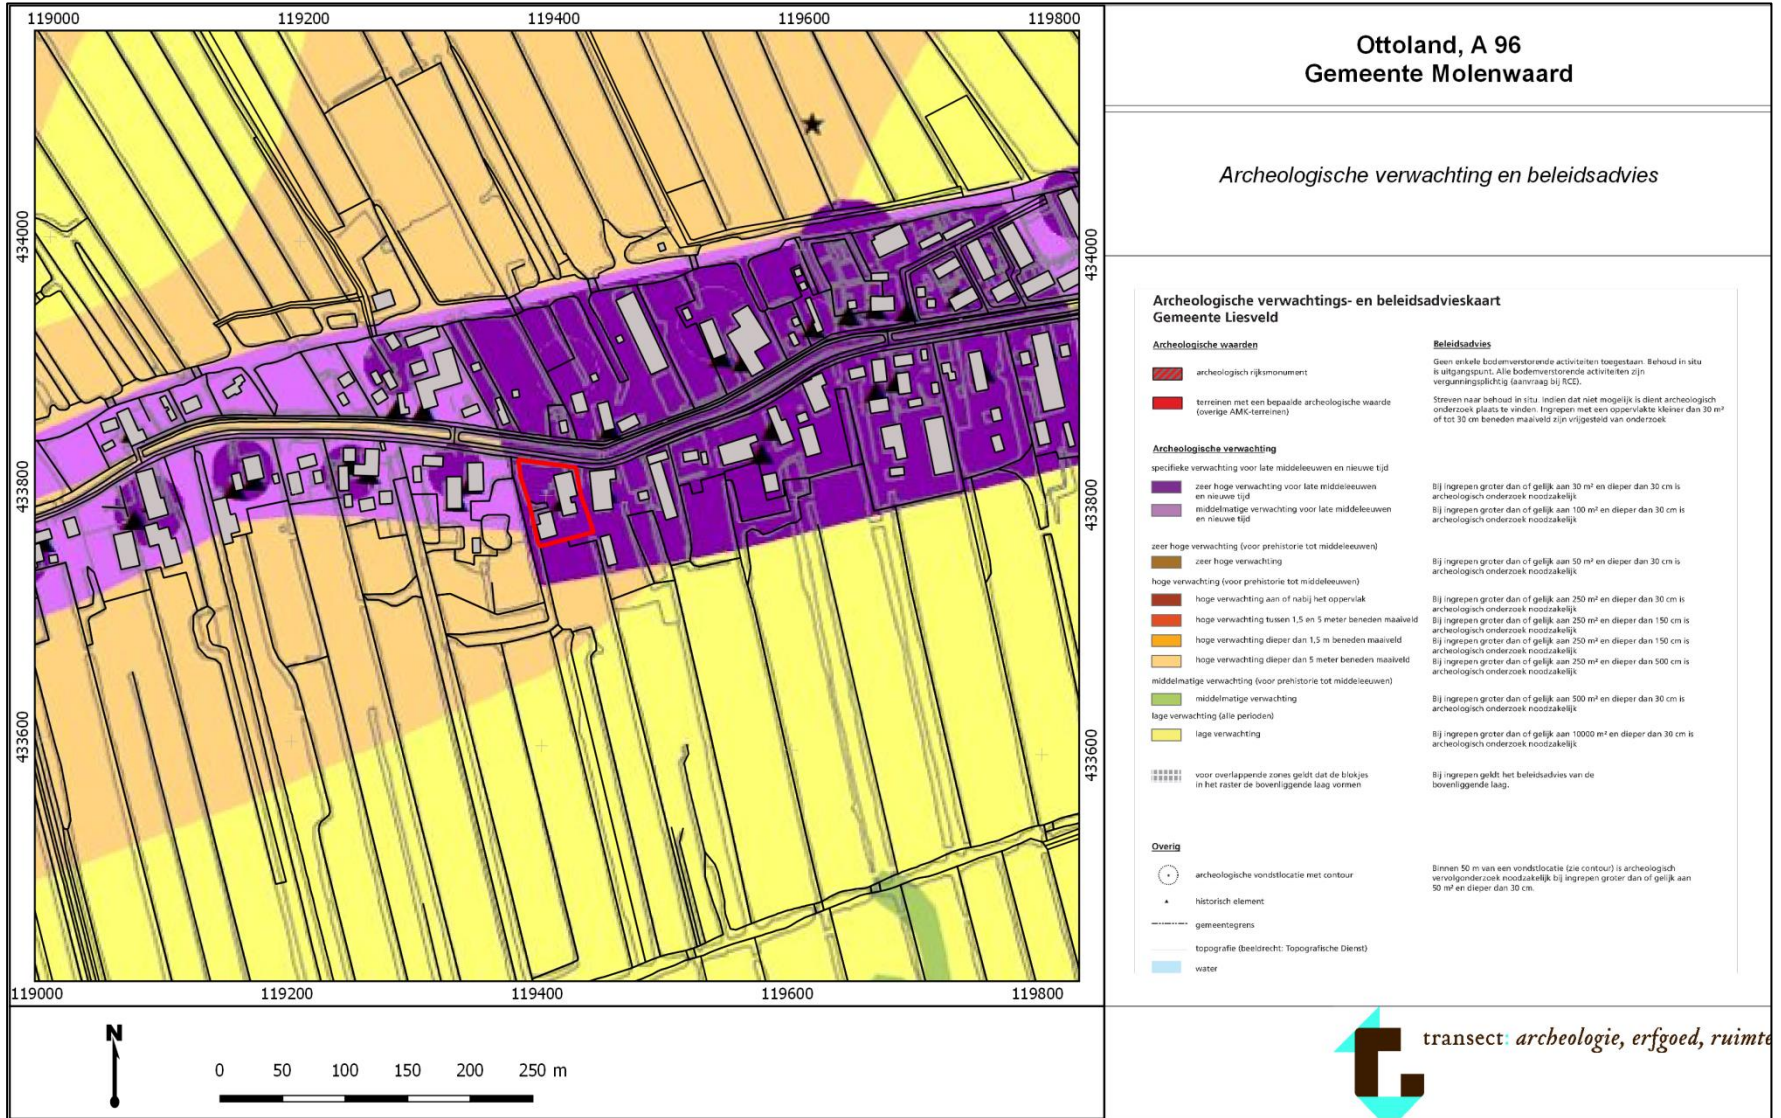 119000
119200
119400
119600
119800
434000
433800
433600
434000
433800
433600
119000
119200
119400
119600
119800
N
0 50 100 150 200 250 m
Ottoland, A 96
Gemeente Molenwaard
Archeologische verwachting en beleidsadvies
Archeologische verwachtings- en beleidsadvieskaart
Gemeente Liesveld
Archeologische waarden
Beleidsadvies
archeologisch rijksmonument
Geen enkele bodemverstorende activiteiten toegestaan. Behoud in situ
is uitgangspunt. Alle bodemverstorende activiteiten zijn
vergunningsplichtig (aanvraag bij RCE).
terreinen met een bepaalde archeologische waarde
(overige AMK-terreinen)
Streven naar behoud in situ. Indien dat niet mogelijk is dient archeologisch
onderzoek plaats te vinden. Ingrepen met een oppervlakte kleiner dan 30 m²
of tot 30 cm beneden maaiveld zijn vrijgesteld van onderzoek
Archeologische verwachting
specifieke verwachting voor late middeleeuwen en nieuwe tijd
zeer hoge verwachting voor late middeleeuwen
en nieuwe tijd
Bij ingrepen groter dan of gelijk aan 30 m² en dieper dan 30 cm is
archeologisch onderzoek noodzakelijk
middelmatige verwachting voor late middeleeuwen
en nieuwe tijd
Bij ingrepen groter dan of gelijk aan 100 m² en dieper dan 30 cm is
archeologisch onderzoek noodzakelijk
zeer hoge verwachting (voor prehistorie tot middeleeuwen)
zeer hoge verwachting
Bij ingrepen groter dan of gelijk aan 50 m² en dieper dan 30 cm is
archeologisch onderzoek noodzakelijk
hoge verwachting (voor prehistorie tot middeleeuwen)
hoge verwachting aan of nabij het oppervlak
Bij ingrepen groter dan of gelijk aan 250 m² en dieper dan 30 cm is
archeologisch onderzoek noodzakelijk
hoge verwachting tussen 1,5 en 5 meter beneden maaiveld
Bij ingrepen groter dan of gelijk aan 250 m² en dieper dan 150 cm is
archeologisch onderzoek noodzakelijk
hoge verwachting dieper dan 1,5 m beneden maaiveld
Bij ingrepen groter dan of gelijk aan 250 m² en dieper dan 150 cm is
archeologisch onderzoek noodzakelijk
hoge verwachting dieper dan 5 meter beneden maaiveld
Bij ingrepen groter dan of gelijk aan 250 m² en dieper dan 500 cm is
archeologisch onderzoek noodzakelijk
middelmatige verwachting (voor prehistorie tot middeleeuwen)
middelmatige verwachting
Bij ingrepen groter dan of gelijk aan 500 m² en dieper dan 30 cm is
archeologisch onderzoek noodzakelijk
lage verwachting (alle perioden)
lage verwachting
Bij ingrepen groter dan of gelijk aan 10000 m² en dieper dan 30 cm is
archeologisch onderzoek noodzakelijk
voor overlappende zones geldt dat de blokjes
in het raster de bovenliggende laag vormen
Bij ingrepen geldt het beleidsadvies van de
bovenliggende laag.
Overig
archeologische vondstlocatie met contour
Binnen 50 m van een vondstlocatie (zie contour) is archeologisch
vervolgonderzoek noodzakelijk bij ingrepen groter dan of gelijk aan
50 m² en dieper dan 30 cm.
historisch element
gemeentegrens
topografie (beeldrecht: Topografische Dienst)
water
transect: archeologie, erfgoed, ruimte